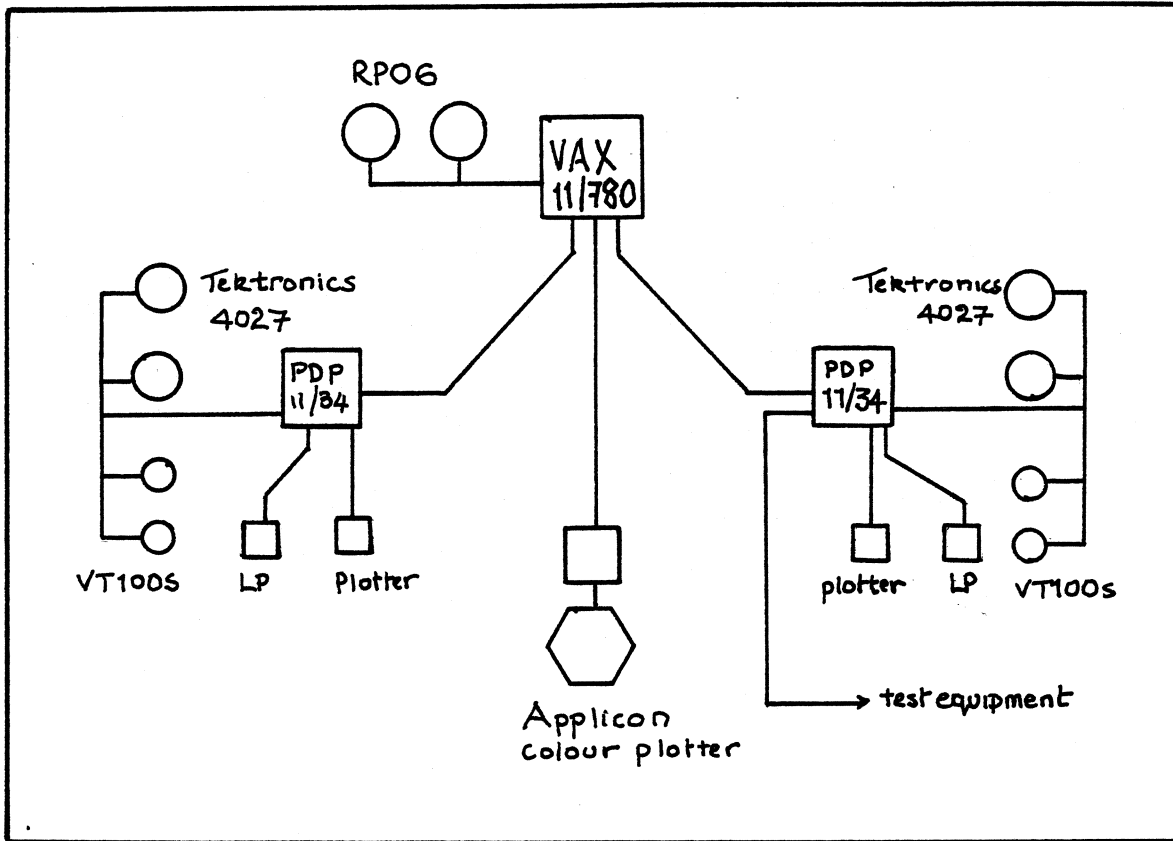 RP06
VAX
11/780
Tektronics
4027
Tektronics
4027
PDP
11/34
PDP
11/34
VT100S
LP
Plotter
plotter
LP
VT100s
test equipment
Applicon
colour plotter